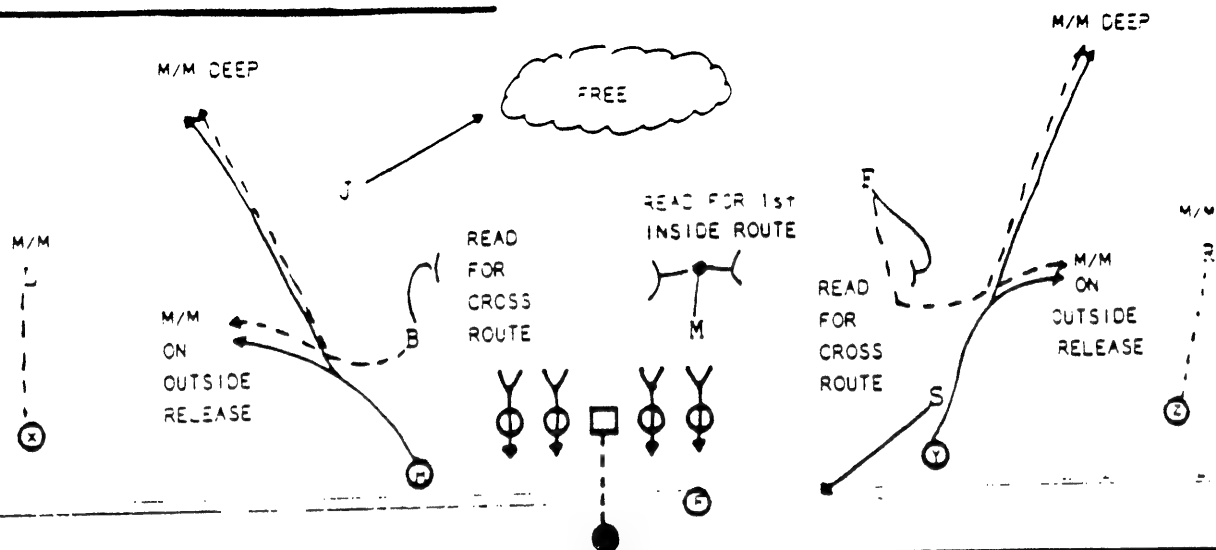 M/M DEEP
M/M DEEP
FREE
J
F
READ FOR 1st
INSIDE ROUTE
M/M
L
M/M
R
READ
FOR
CROSS
ROUTE
M/M
ON
OUTSIDE
RELEASE
B
M
READ
FOR
CROSS
ROUTE
M/M
ON
OUTSIDE
RELEASE
S
X
Y
Z